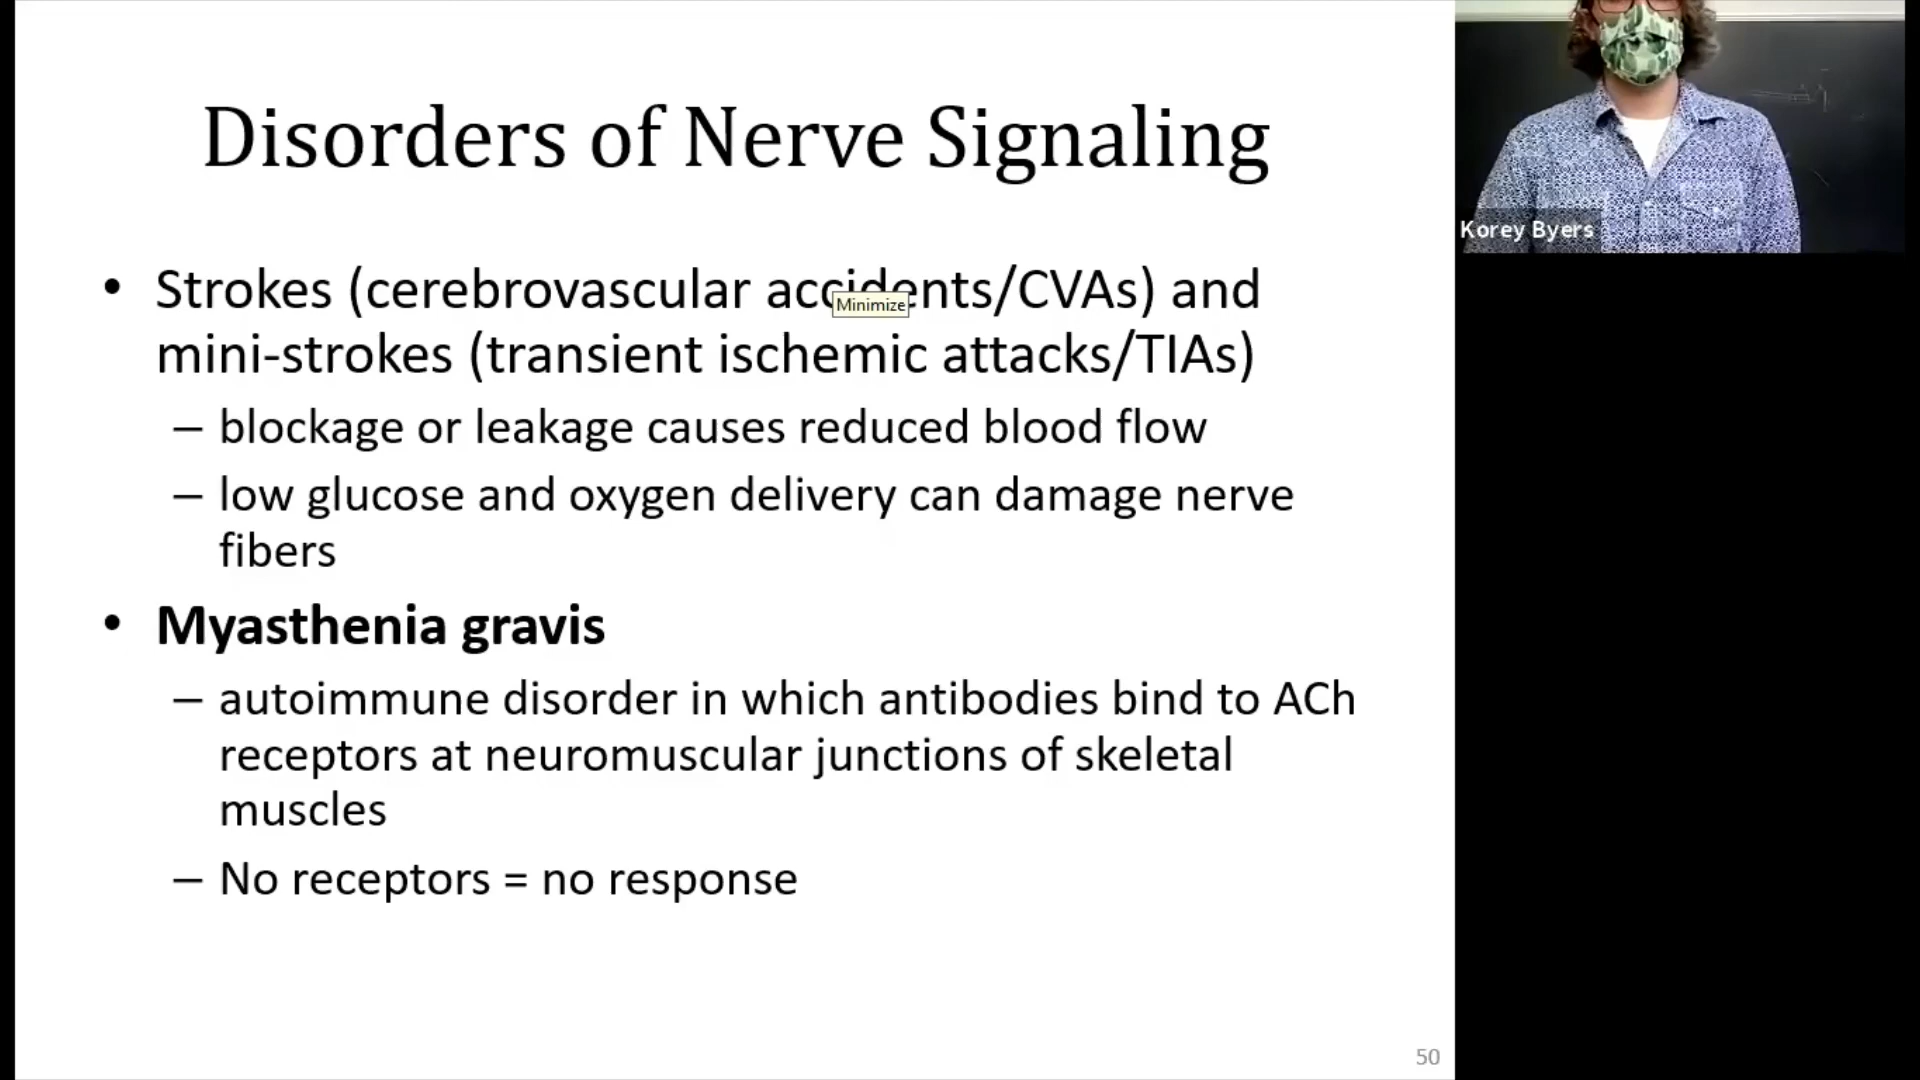 Disorders of Nerve Signaling
• Strokes (cerebrovascular accidents/CVAs) and
Minimize
mini-strokes (transient ischemic attacks/TIAs)
– blockage or leakage causes reduced blood flow
– low glucose and oxygen delivery can damage nerve
fibers
• Myasthenia gravis
– autoimmune disorder in which antibodies bind to ACh
receptors at neuromuscular junctions of skeletal
muscles
– No receptors = no response
50
Korey Byers